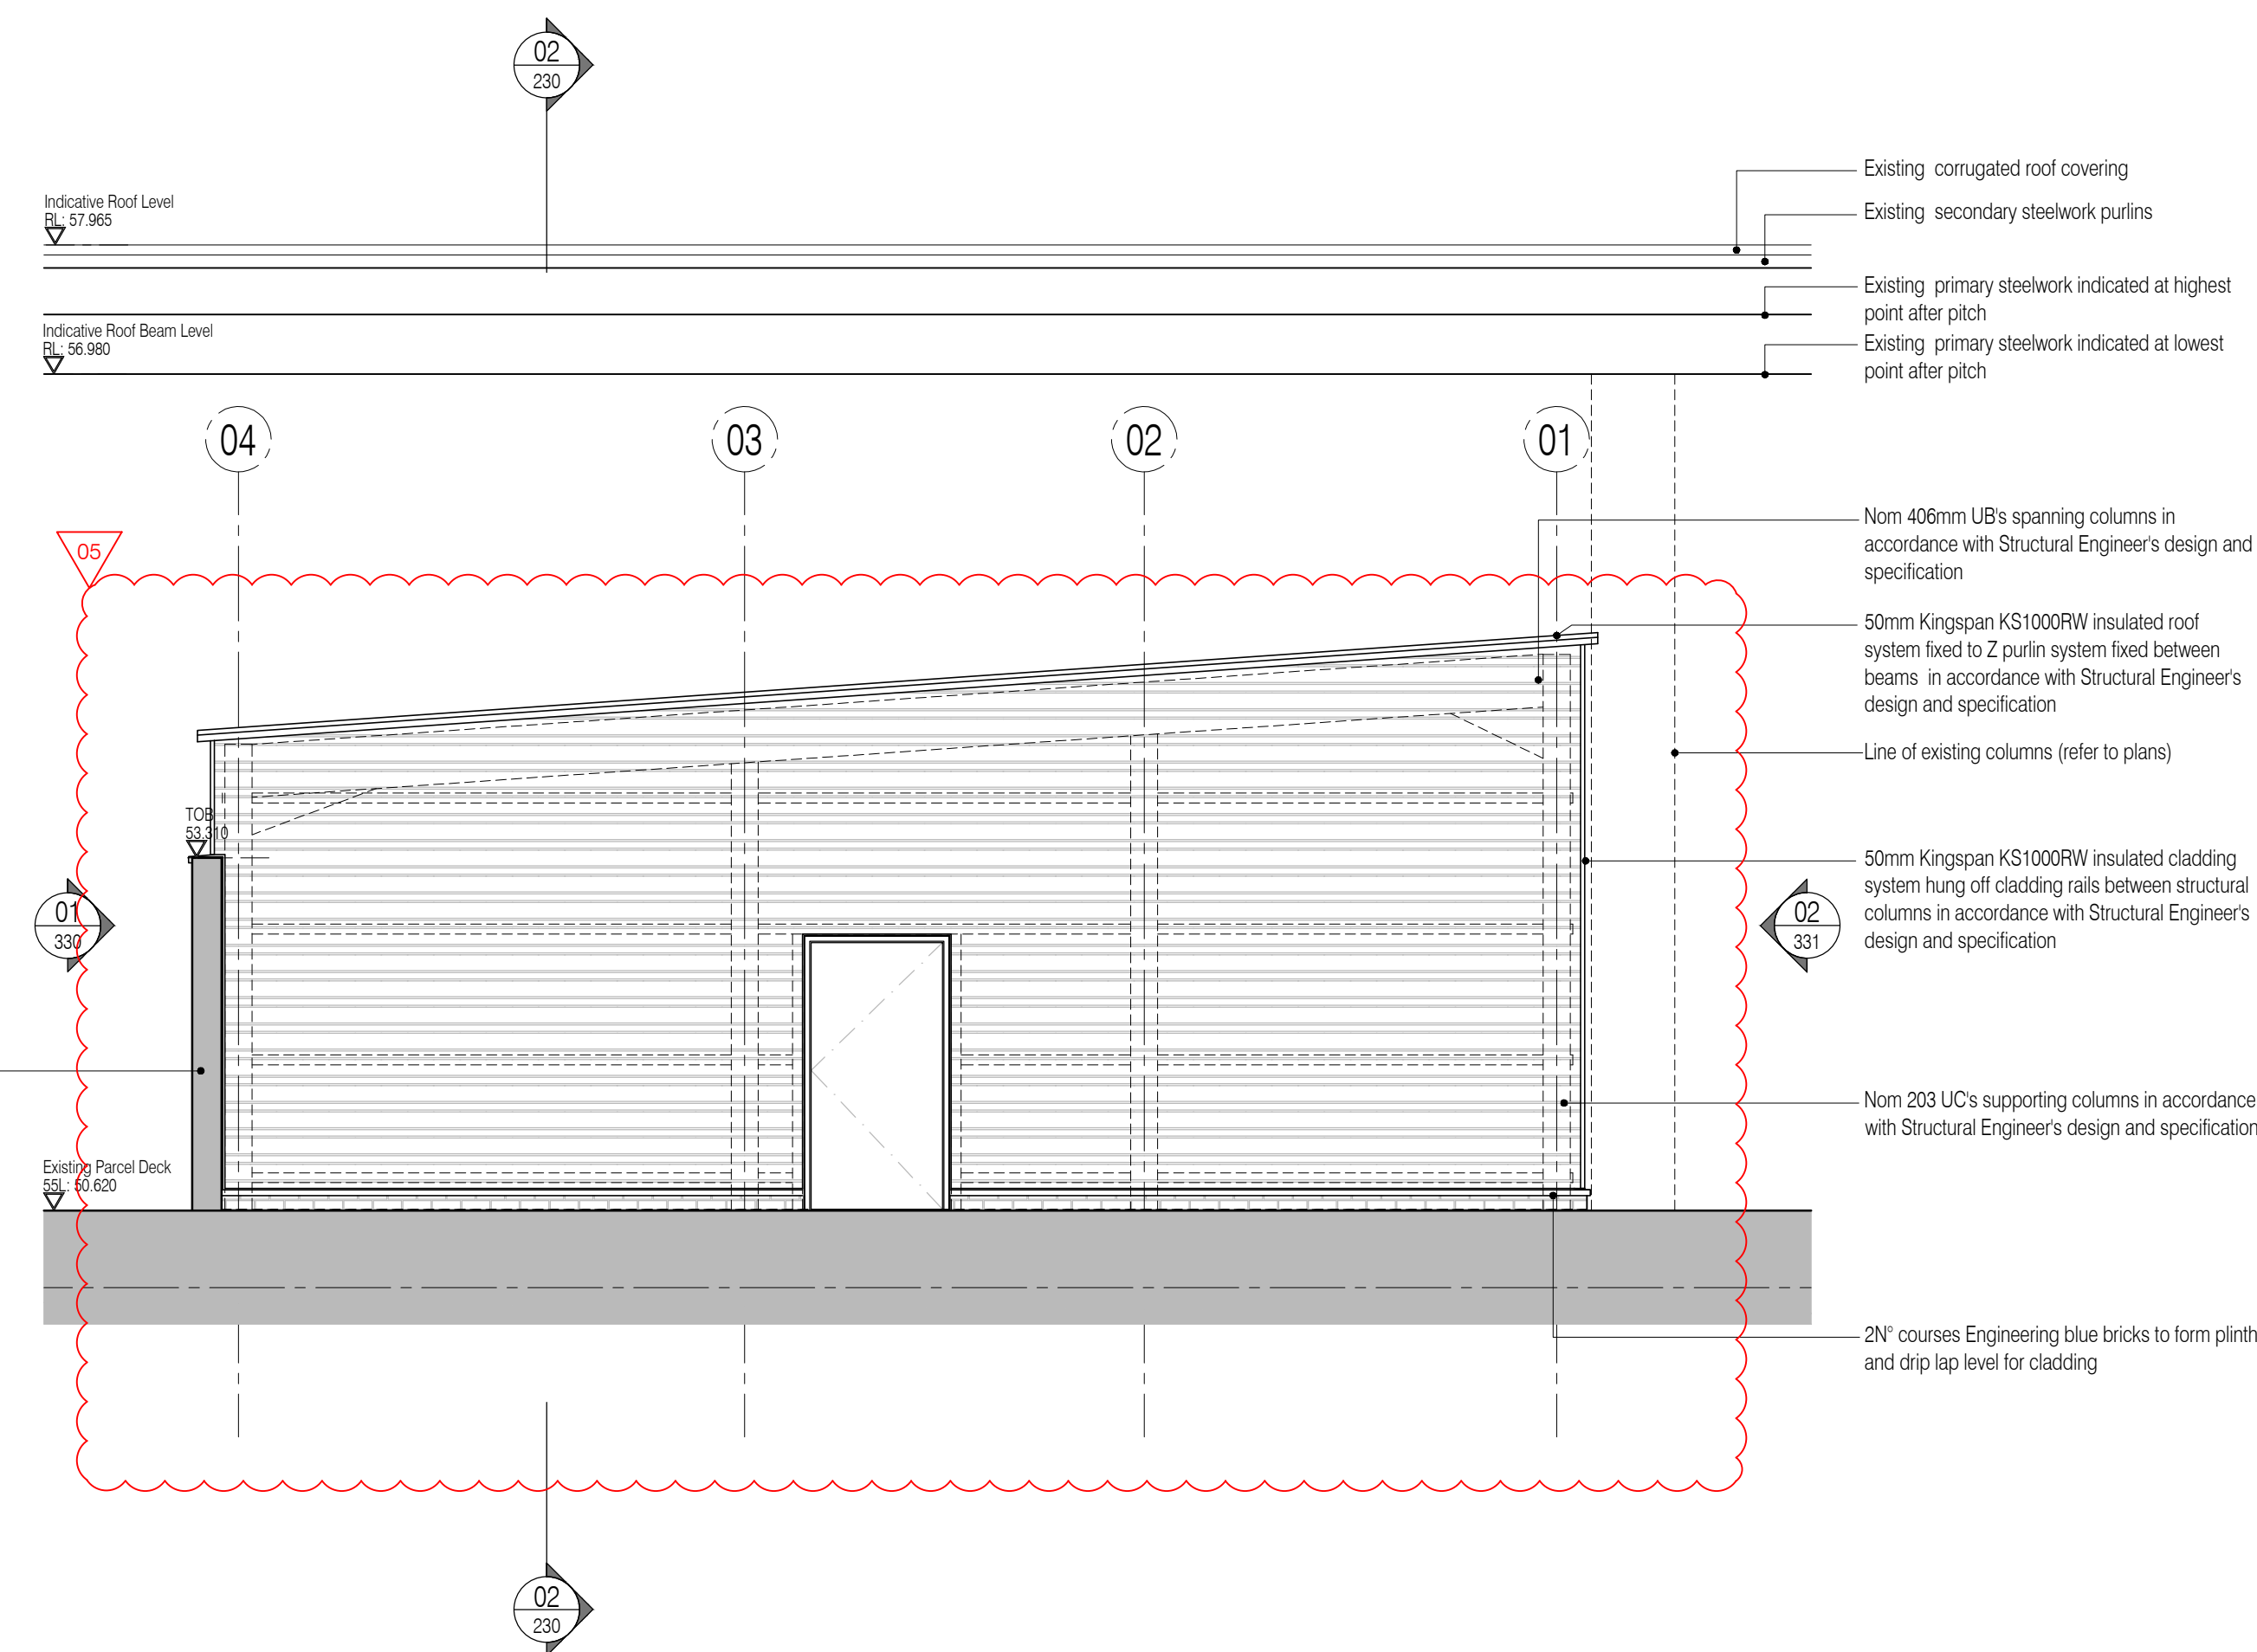 02
230
Existing corrugated roof covering
Indicative Roof Level
RL: 57.965
Existing secondary steelwork purlins
Existing primary steelwork indicated at highest
point after pitch
Indicative Roof Beam Level
RL: 56.980
Existing primary steelwork indicated at lowest
point after pitch
04
03
02
01
Nom 406mm UB's spanning columns in
accordance with Structural Engineer's design and
specification
05
50mm Kingspan KS1000RW insulated roof
system fixed to Z purlin system fixed between
beams in accordance with Structural Engineer's
design and specification
Line of existing columns (refer to plans)
TOB
53.310
50mm Kingspan KS1000RW insulated cladding
system hung off cladding rails between structural
columns in accordance with Structural Engineer's
design and specification
01
330
02
331
Nom 203 UC's supporting columns in accordance
with Structural Engineer's design and specification
Existing Parcel Deck
55L: 50.620
2N° courses Engineering blue bricks to form plinth
and drip lap level for cladding
02
230